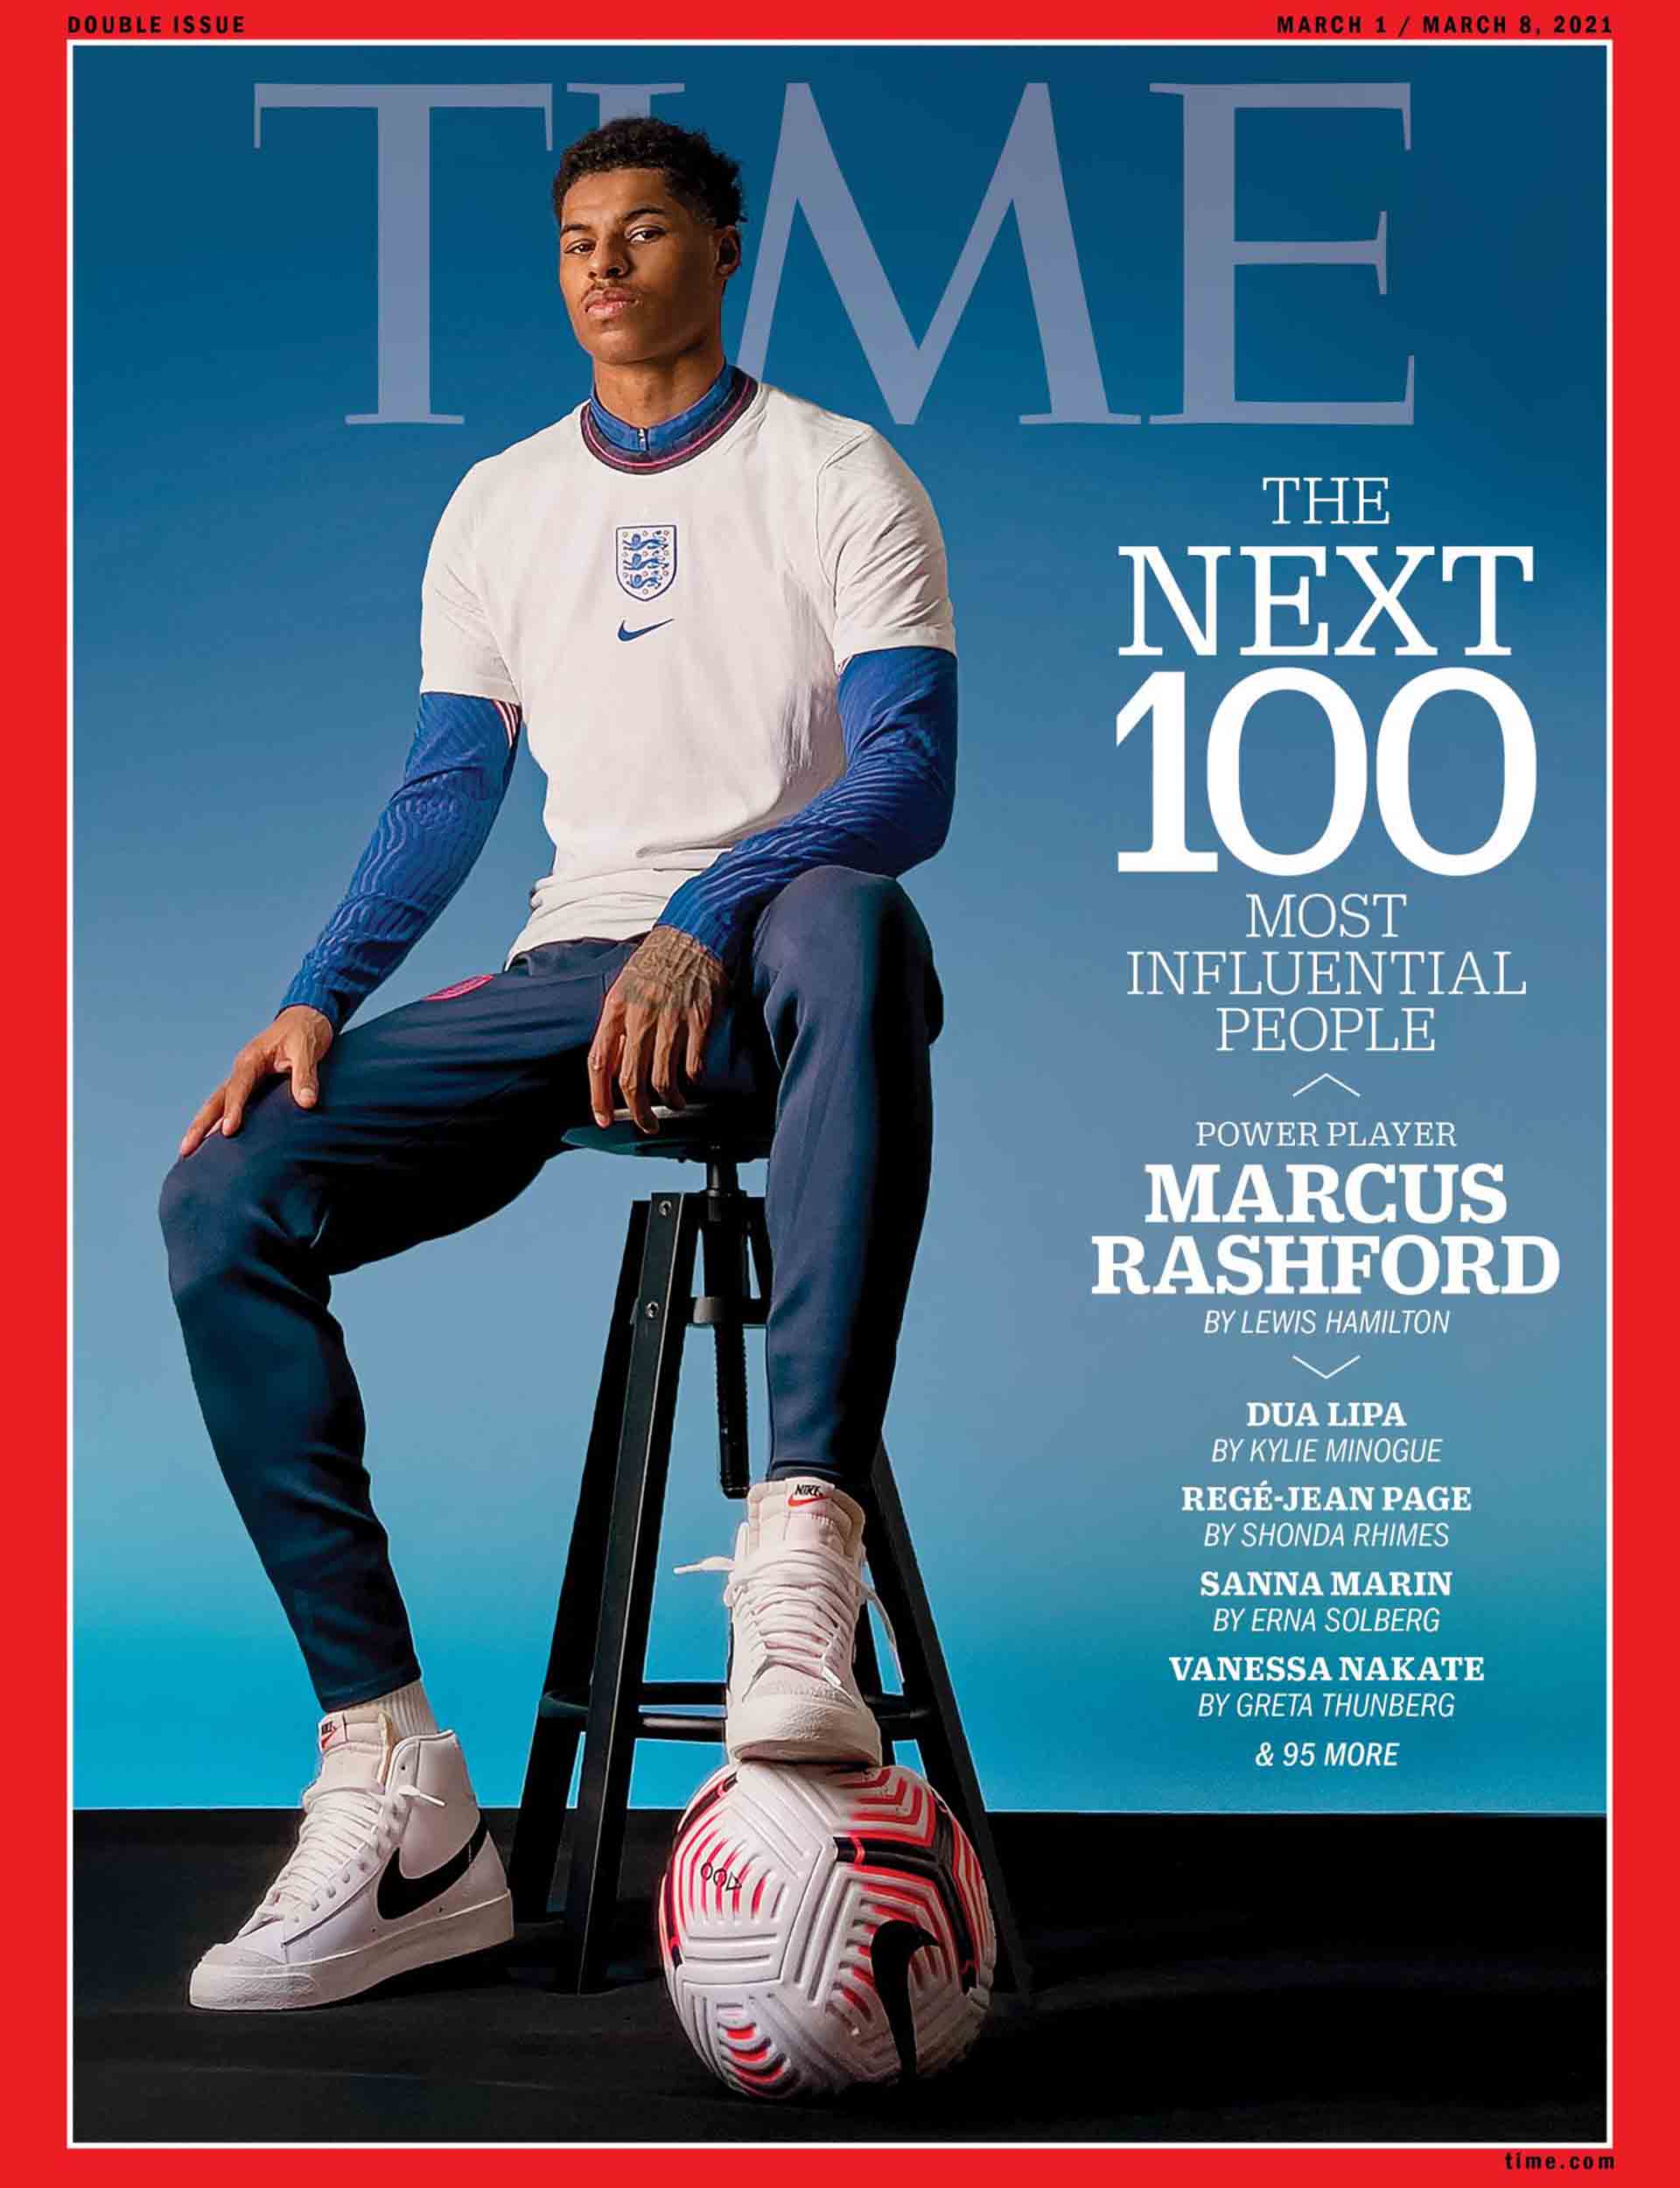 DOUBLE ISSUE
MARCH 1 / MARCH 8, 2021
TIME
THE
NEXT
100
MOST
INFLUENTIAL
PEOPLE
POWER PLAYER
MARCUS
RASHFORD
BY LEWIS HAMILTON
DUA LIPA
BY KYLIE MINOGUE
REGÉ-JEAN PAGE
BY SHONDA RHIMES
SANNA MARIN
BY ERNA SOLBERG
VANESSA NAKATE
BY GRETA THUNBERG
& 95 MORE
NIKE
NIKE
time.com